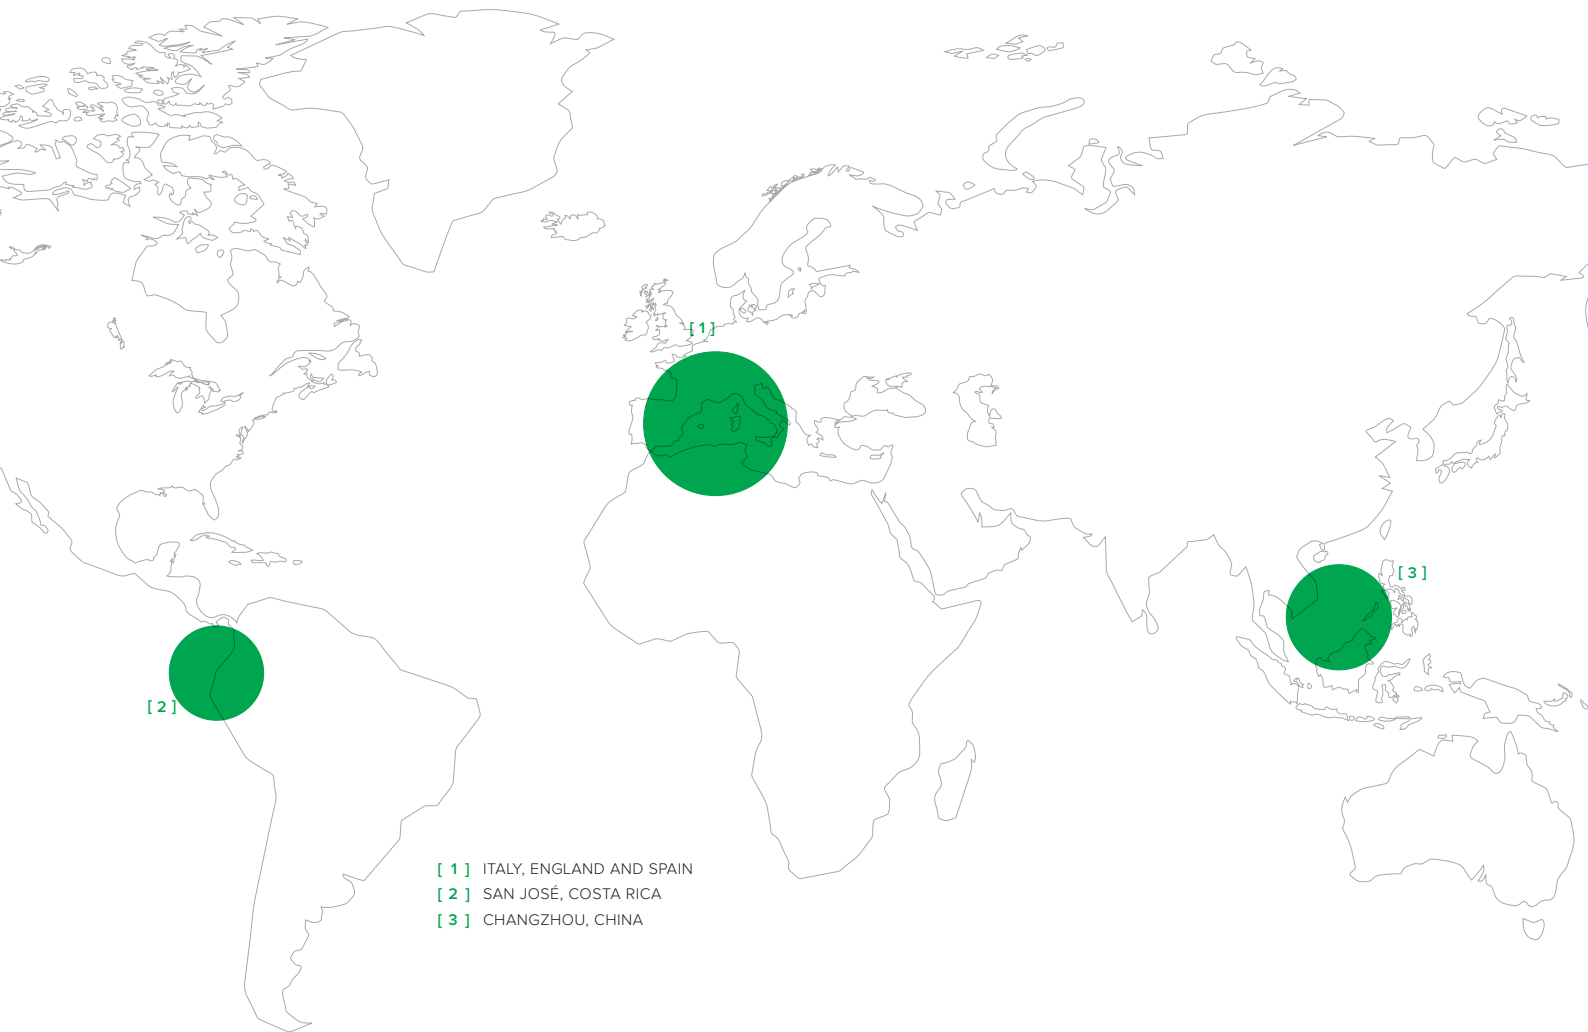 [ 1 ]
[ 3 ]
[ 2 ]
[ 1 ] ITALY, ENGLAND AND SPAIN
[ 2 ] SAN JOSÉ, COSTA RICA
[ 3 ] CHANGZHOU, CHINA